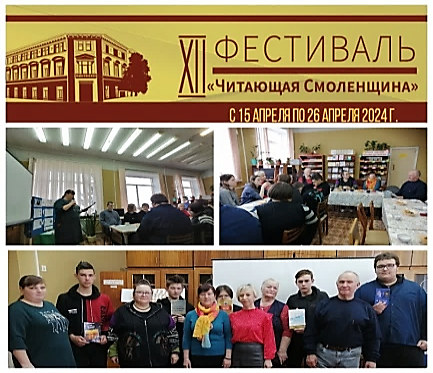 XII ФЕСТИВАЛЬ
«Читающая Смоленщина»
С 15 АПРЕЛЯ ПО 26 АПРЕЛЯ 2024 Г.